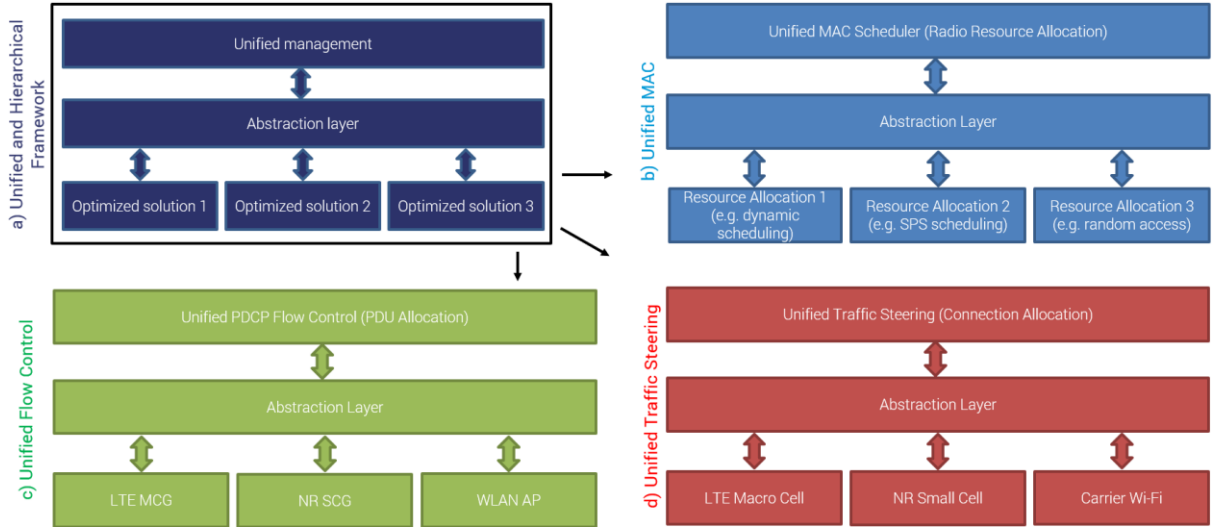 a) Unified and Hierarchical
Framework
Unified management
Abstraction layer
Optimized solution 1
Optimized solution 2
Optimized solution 3
b) Unified MAC
Unified MAC Scheduler (Radio Resource Allocation)
Abstraction Layer
Resource Allocation 1
(e.g. dynamic
scheduling)
Resource Allocation 2
(e.g. SPS scheduling)
Resource Allocation 3
(e.g. random access)
c) Unified Flow Control
Unified PDCP Flow Control (PDU Allocation)
Abstraction Layer
LTE MCG
NR SCG
WLAN AP
d) Unified Traffic Steering
Unified Traffic Steering (Connection Allocation)
Abstraction Layer
LTE Macro Cell
NR Small Cell
Carrier Wi-Fi